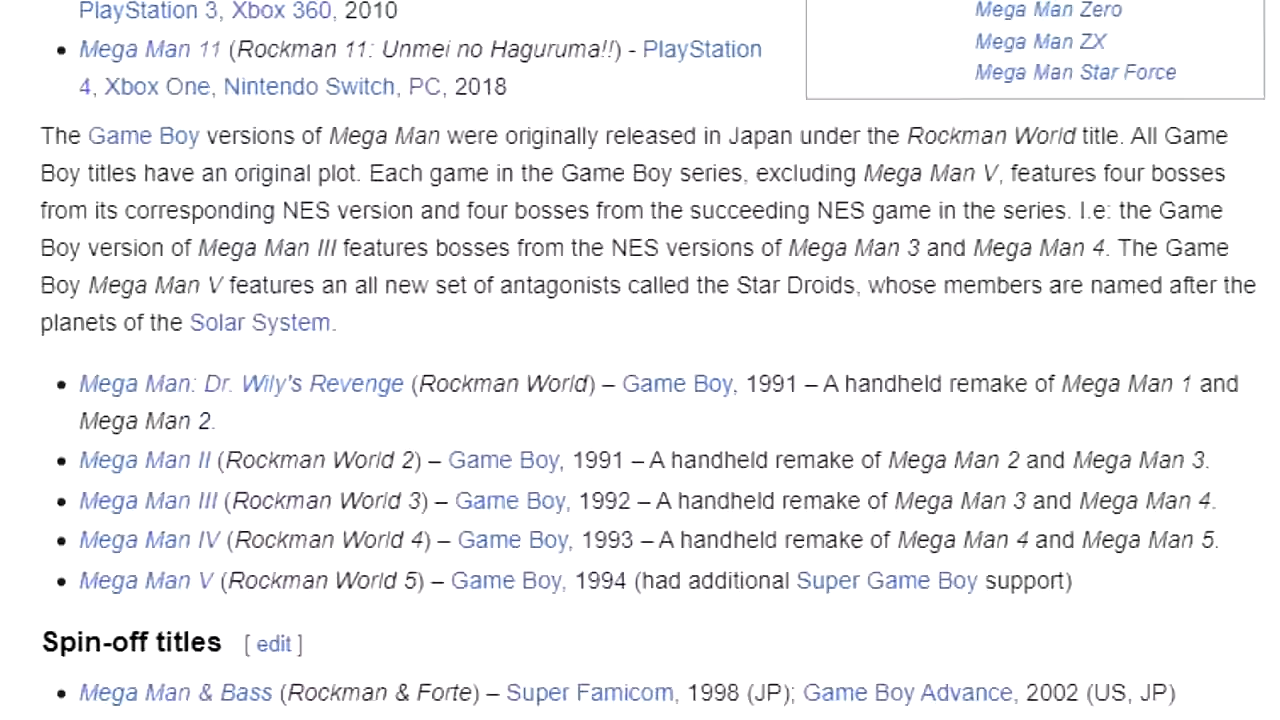 PlayStation 3, Xbox 360, 2010
Mega Man 11 (Rockman 11: Unmei no Haguruma!!) - PlayStation
4, Xbox One, Nintendo Switch, PC, 2018
Mega Man Zero
Mega Man ZX
Mega Man Star Force
The Game Boy versions of Mega Man were originally released in Japan under the Rockman World title. All Game
Boy titles have an original plot. Each game in the Game Boy series, excluding Mega Man V, features four bosses
from its corresponding NES version and four bosses from the succeeding NES game in the series. I.e: the Game
Boy version of Mega Man III features bosses from the NES versions of Mega Man 3 and Mega Man 4. The Game
Boy Mega Man V features an all new set of antagonists called the Star Droids, whose members are named after the
planets of the Solar System.
• Mega Man: Dr. Wily's Revenge (Rockman World) – Game Boy, 1991 – A handheld remake of Mega Man 1 and
Mega Man 2.
• Mega Man II (Rockman World 2) – Game Boy, 1991 – A handheld remake of Mega Man 2 and Mega Man 3.
• Mega Man III (Rockman World 3) – Game Boy, 1992 – A handheld remake of Mega Man 3 and Mega Man 4.
• Mega Man IV (Rockman World 4) – Game Boy, 1993 – A handheld remake of Mega Man 4 and Mega Man 5.
• Mega Man V (Rockman World 5) – Game Boy, 1994 (had additional Super Game Boy support)
Spin-off titles [ edit ]
• Mega Man & Bass (Rockman & Forte) – Super Famicom, 1998 (JP); Game Boy Advance, 2002 (US, JP)